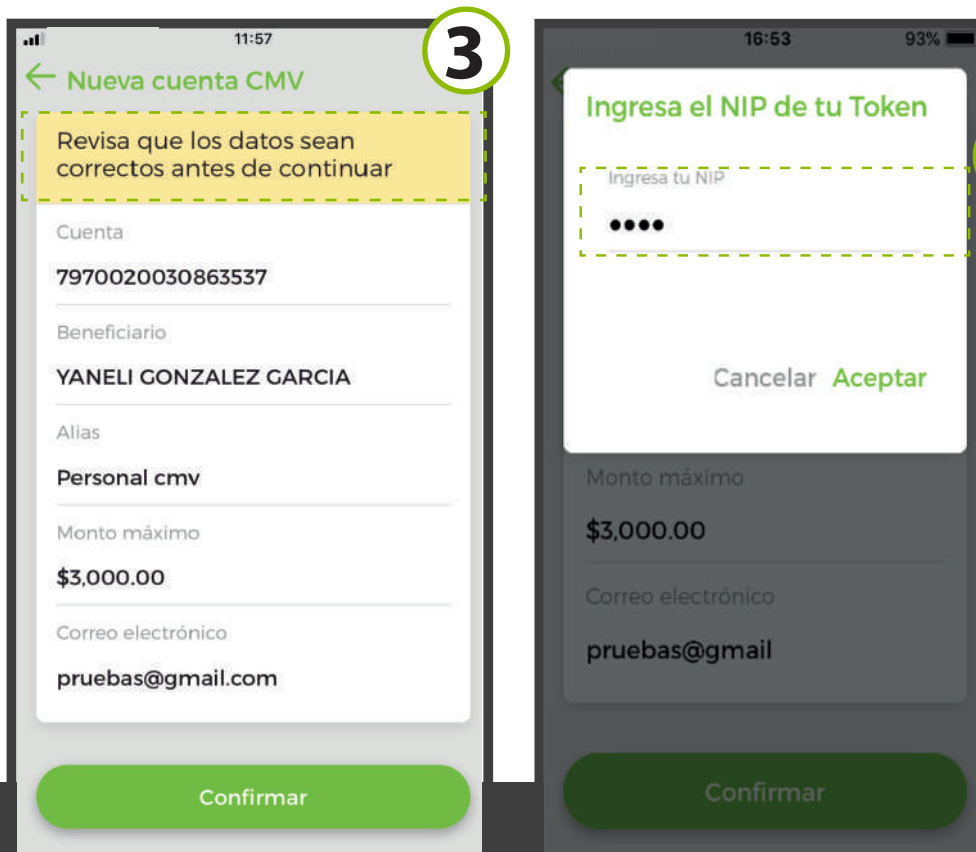 11:57
3
Nueva cuenta CMV
Revisa que los datos sean
correctos antes de continuar
Cuenta
7970020030863537
Beneficiario
YANELI GONZALEZ GARCIA
Alias
Personal cmv
Monto máximo
$3,000.00
Correo electrónico
pruebas@gmail.com
Confirmar
16:53
93%
Ingresa el NIP de tu Token
Ingresa tu NIP
••••
Cancelar Aceptar
Monto máximo
$3,000.00
Correo electrónico
pruebas@gmail
Confirmar